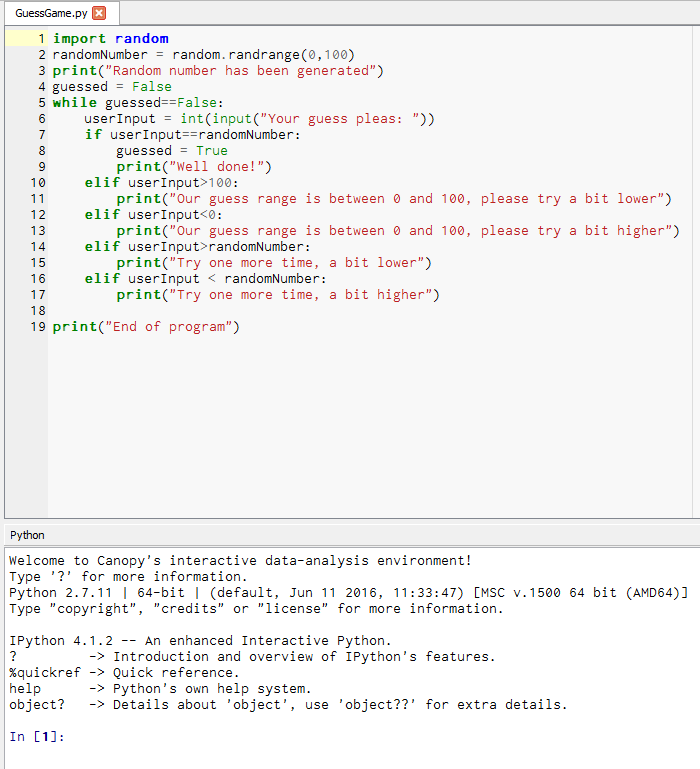 GuessGame.py
1 import random
2 randomNumber = random.randrange(0,100)
3 print("Random number has been generated")
4 guessed = False
5 while guessed==False:
6     userInput = int(input("Your guess pleas: "))
7     if userInput==randomNumber:
8         guessed = True
9         print("Well done!")
10     elif userInput>100:
11         print("Our guess range is between 0 and 100, please try a bit lower")
12     elif userInput<0:
13         print("Our guess range is between 0 and 100, please try a bit higher")
14     elif userInput>randomNumber:
15         print("Try one more time, a bit lower")
16     elif userInput < randomNumber:
17         print("Try one more time, a bit higher")
18
19 print("End of program")
Python
Welcome to Canopy's interactive data-analysis environment!
Type '?' for more information.
Python 2.7.11 | 64-bit | (default, Jun 11 2016, 11:33:47) [MSC v.1500 64 bit (AMD64)]
Type "copyright", "credits" or "license" for more information.
IPython 4.1.2 -- An enhanced Interactive Python.
?         -> Introduction and overview of IPython's features.
%quickref -> Quick reference.
help      -> Python's own help system.
object?   -> Details about 'object', use 'object??' for extra details.
In [1]: